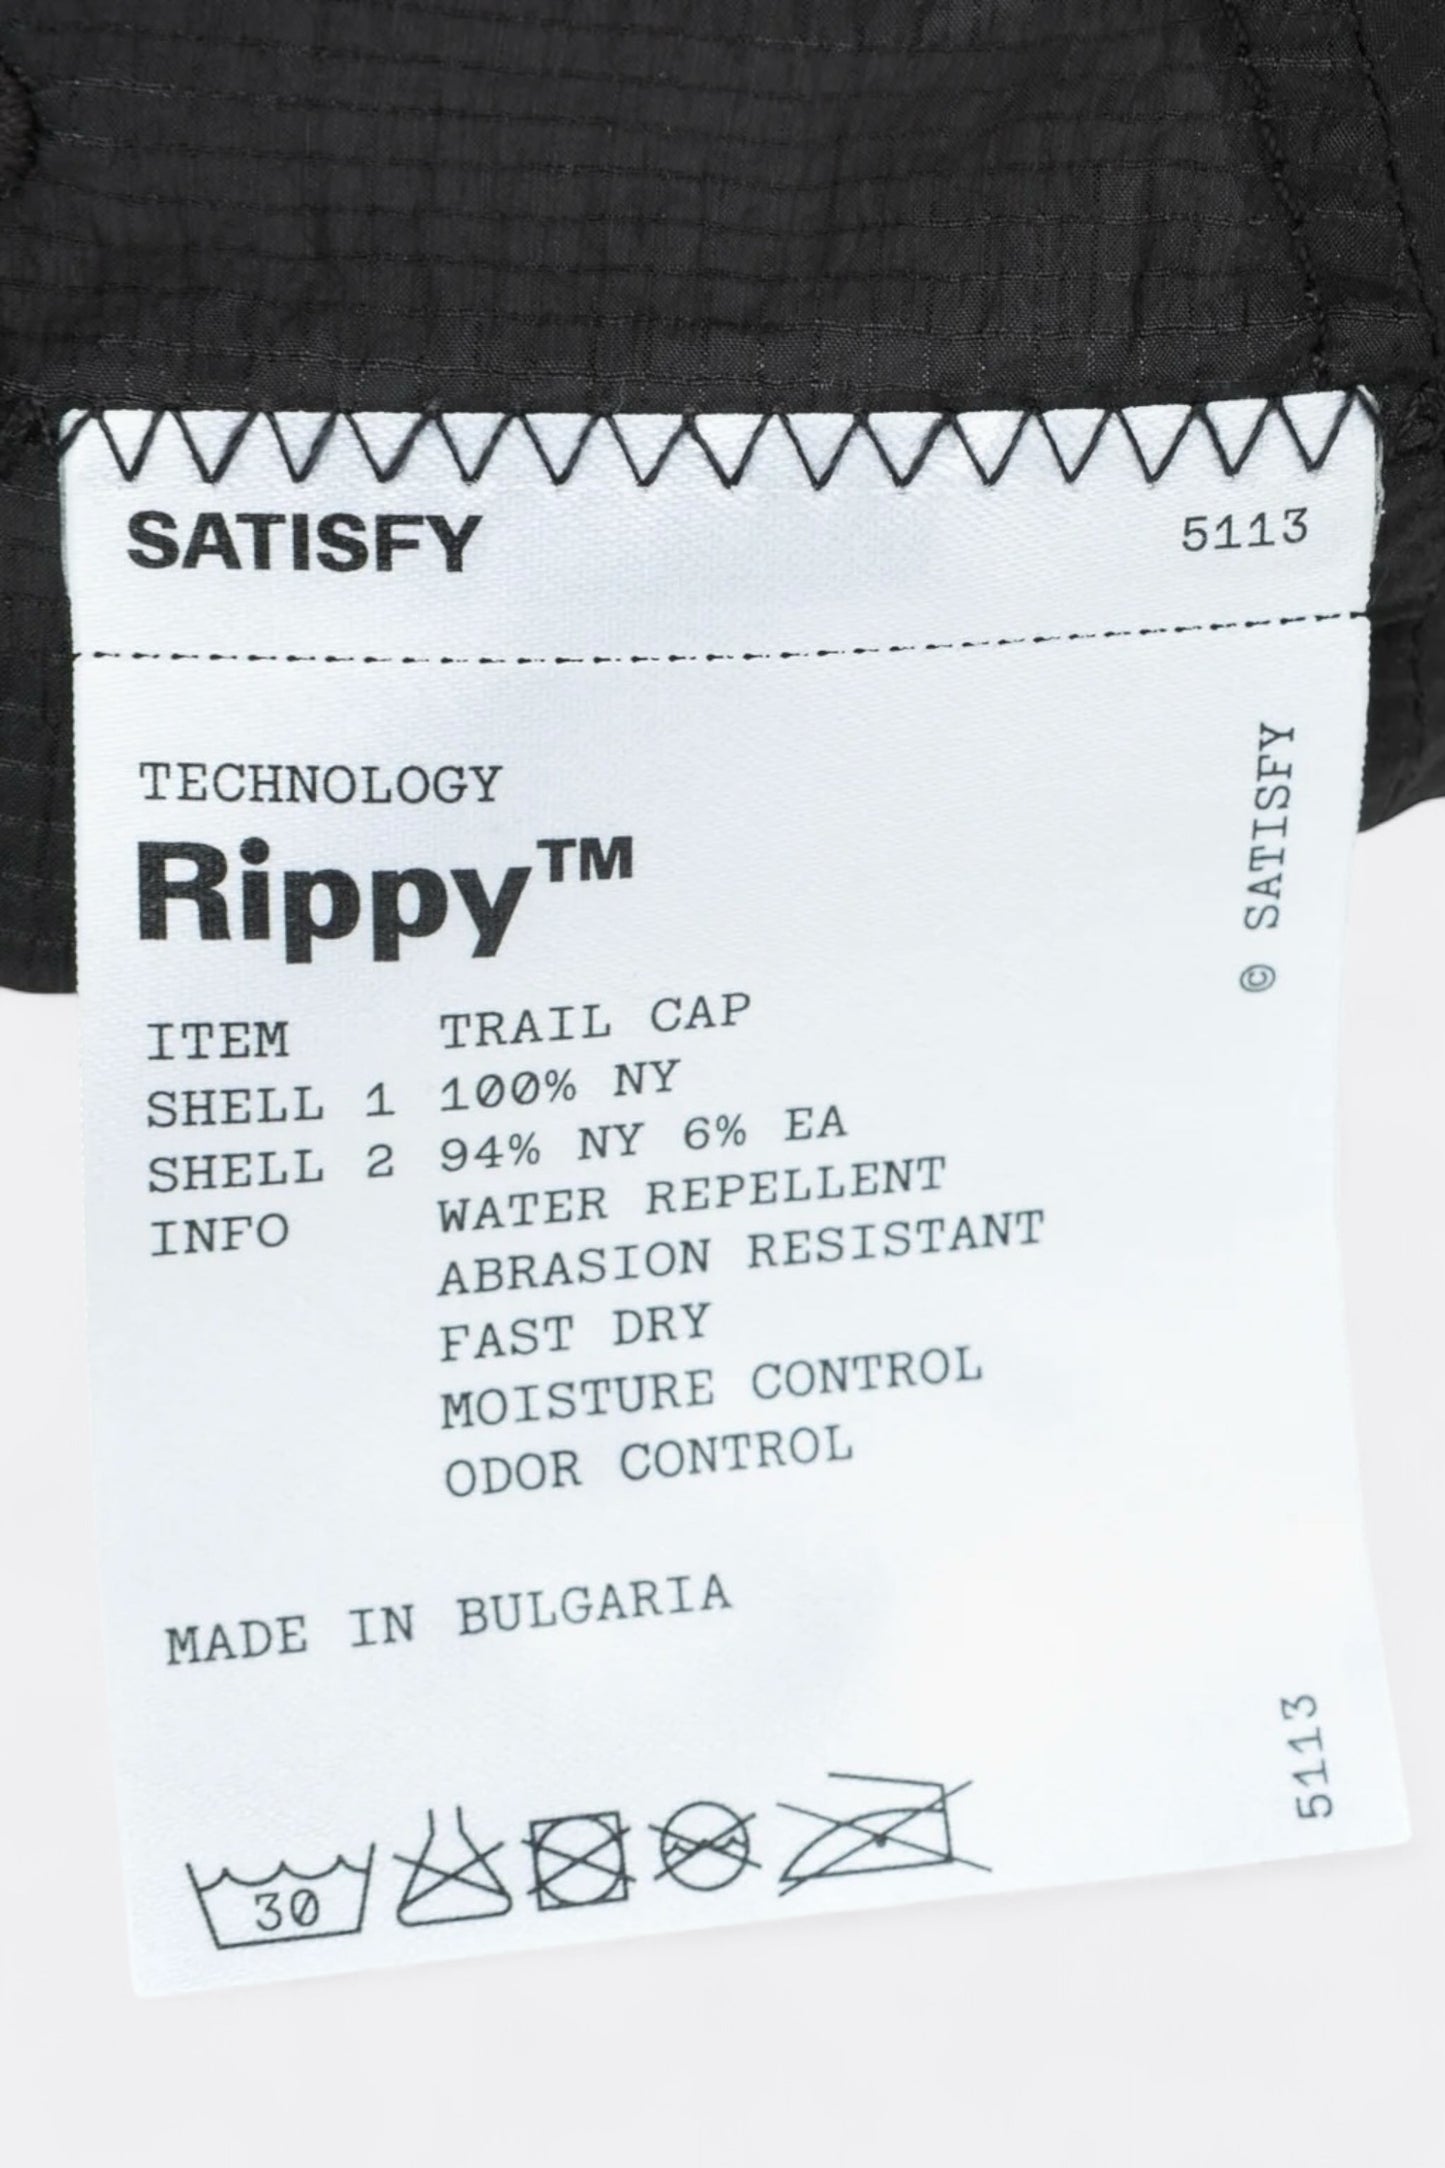 SATISFY 5113
TECHNOLOGY
Rippy™
ITEM TRAIL CAP
SHELL 1 100% NY
SHELL 2 94% NY 6% EA
INFO WATER REPELLENT
ABRASION RESISTANT
FAST DRY
MOISTURE CONTROL
ODOR CONTROL
MADE IN BULGARIA
30
© SATISFY
5113